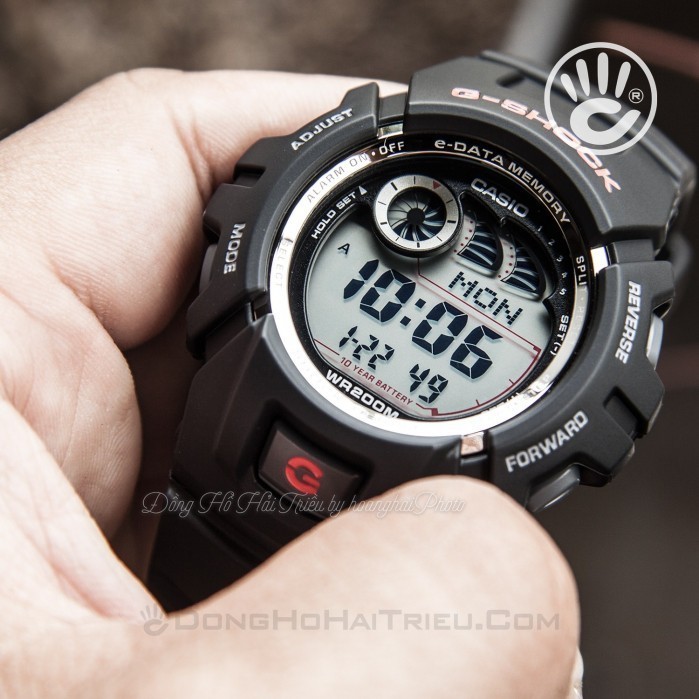 ®
G-SHOCK
ADJUST
ALARM ON·OFF
e-DATA MEMORY
CASIO
HOLD SET
MODE
SPLI
SET(-)
REVERSE
A
MON
10:06
1-22 49
10 YEAR BATTERY
WR200M
FORWARD
G
Đồng Hồ Hải Triều by hoanghaiPhoto
DONGHOHAITRIEU.COM